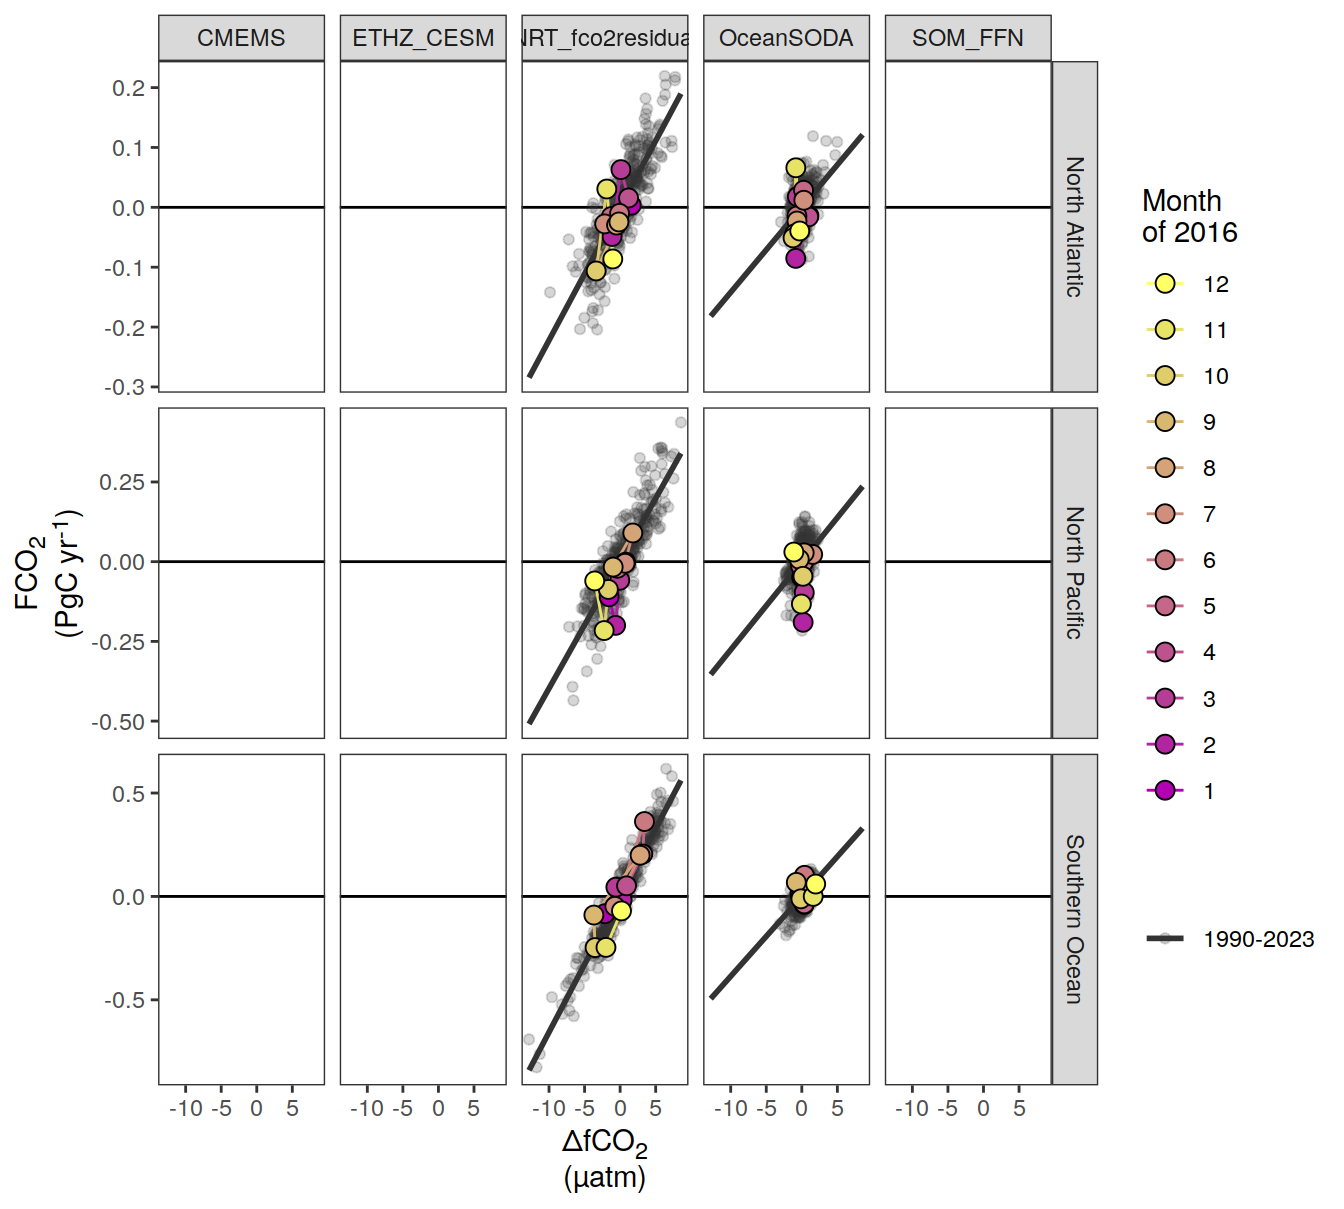 CMEMS ETHZ_CESM NRT_fco2residua OceanSODA SOM_FFN
0.2
0.1
0.0
-0.1
-0.2
-0.3
North Atlantic
0.25
0.00
-0.25
-0.50
North Pacific
0.5
0.0
-0.5
Southern Ocean
-10 -5 0 5 -10 -5 0 5 -10 -5 0 5 -10 -5 0 5 -10 -5 0 5
ΔfCO2
(µatm)
FCO2
(PgC yr-1)
Month
of 2016
12
11
10
9
8
7
6
5
4
3
2
1
1990-2023